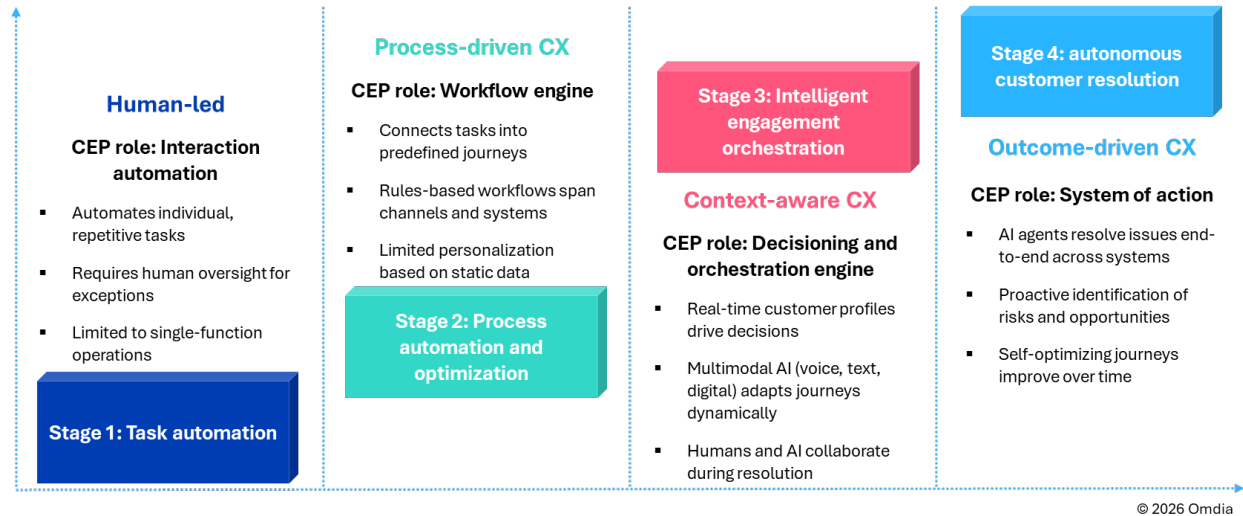 Human-led
CEP role: Interaction
automation
▪ Automates individual,
repetitive tasks
▪ Requires human oversight for
exceptions
▪ Limited to single-function
operations
Stage 1: Task automation
Process-driven CX
CEP role: Workflow engine
▪ Connects tasks into
predefined journeys
▪ Rules-based workflows span
channels and systems
▪ Limited personalization
based on static data
Stage 2: Process
automation and
optimization
Stage 3: Intelligent
engagement
orchestration
Context-aware CX
CEP role: Decisioning and
orchestration engine
▪ Real-time customer profiles
drive decisions
▪ Multimodal AI (voice, text,
digital) adapts journeys
dynamically
▪ Humans and AI collaborate
during resolution
Stage 4: autonomous
customer resolution
Outcome-driven CX
CEP role: System of action
▪ AI agents resolve issues end-
to-end across systems
▪ Proactive identification of
risks and opportunities
▪ Self-optimizing journeys
improve over time
© 2026 Omdia